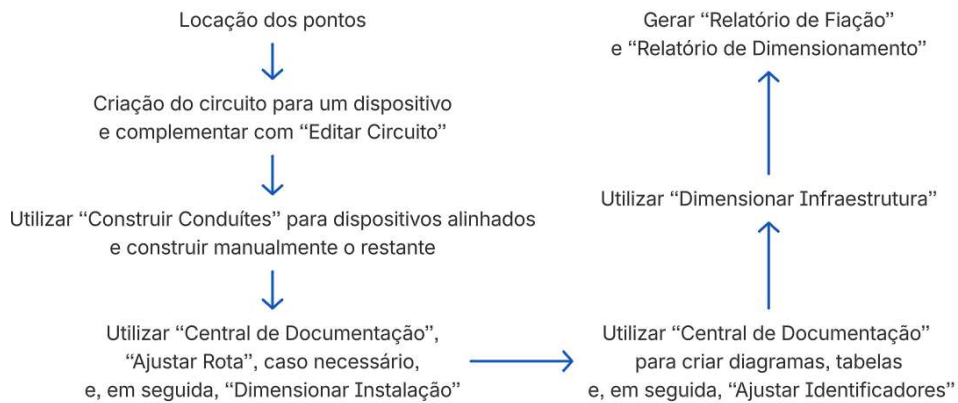 Locação dos pontos
Criação do circuito para um dispositivo
e complementar com “Editar Circuito”
Utilizar “Construir Conduítes” para dispositivos alinhados
e construir manualmente o restante
Utilizar “Central de Documentação”,
“Ajustar Rota”, caso necessário,
e, em seguida, “Dimensionar Instalação”
Utilizar “Central de Documentação”
para criar diagramas, tabelas
e, em seguida, “Ajustar Identificadores”
Utilizar “Dimensionar Infraestrutura”
Gerar “Relatório de Fiação”
e “Relatório de Dimensionamento”